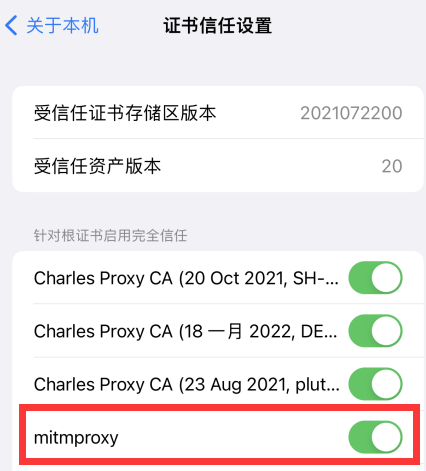 关于本机 证书信任设置
受信任证书存储区版本 2021072200
受信任资产版本 20
针对根证书启用完全信任
Charles Proxy CA (20 Oct 2021, SH-...
Charles Proxy CA (18 一月 2022, DE...
Charles Proxy CA (23 Aug 2021, plut...
mitmproxy